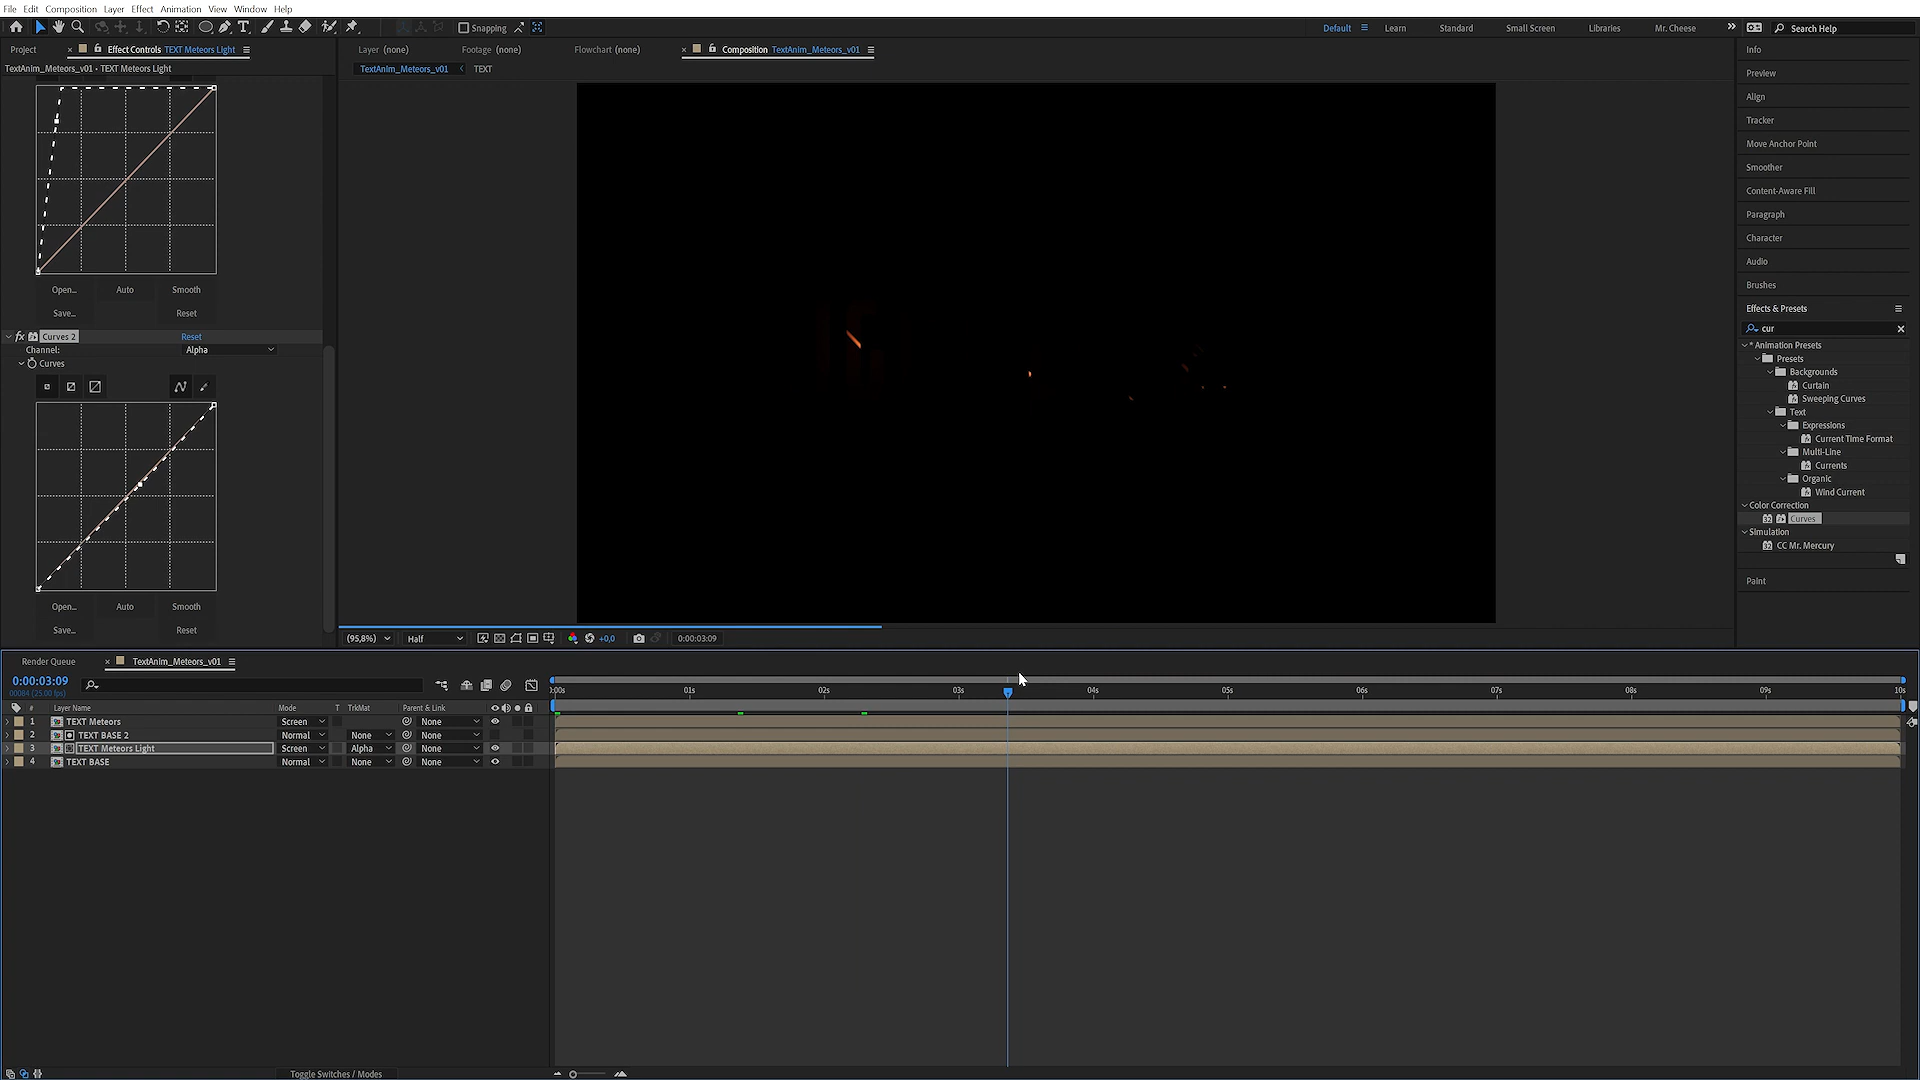 File Edit Composition Layer Effect Animation View Window Help
Snapping
Default Learn Standard Small Screen Libraries Mr. Cheese Search Help
Project Effect Controls TEXT Meteors Light
Layer (none) Footage (none) Flowchart (none) Composition TextAnim_Meteors_v01
TextAnim_Meteors_v01 • TEXT Meteors Light
TextAnim_Meteors_v01 TEXT
Open... Auto Smooth
Save... Reset
fx Curves 2 Reset
Channel: Alpha
Curves
Open... Auto Smooth
Save... Reset
(95,8%) Half +0,0 0:00:03:09
Info
Preview
Align
Tracker
Move Anchor Point
Smoother
Content-Aware Fill
Paragraph
Character
Audio
Brushes
Effects & Presets
cur
* Animation Presets
Presets
Backgrounds
Curtain
Sweeping Curves
Text
Expressions
Current Time Format
Multi-Line
Currents
Organic
Wind Current
Color Correction
Curves
Simulation
CC Mr. Mercury
Paint
Render Queue TextAnim_Meteors_v01
0:00:03:09
00084 (25.00 fps)
:00s 01s 02s 03s 04s 05s 06s 07s 08s 09s 10s
# Layer Name Mode T TrkMat Parent & Link
1 TEXT Meteors Screen None
2 TEXT BASE 2 Normal None None
3 TEXT Meteors Light Screen Alpha None
4 TEXT BASE Normal None None
Toggle Switches / Modes